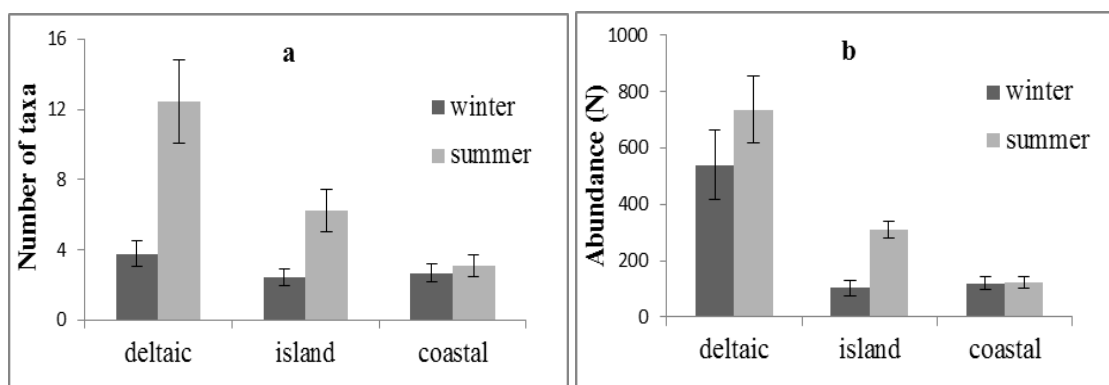 a
Number of taxa
16
12
8
4
0
winter
summer
deltaic island coastal
b
Abundance (N)
1000
800
600
400
200
0
winter
summer
deltaic island coastal